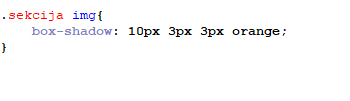 .sekcija img{
    box-shadow: 10px 3px 3px orange;
}